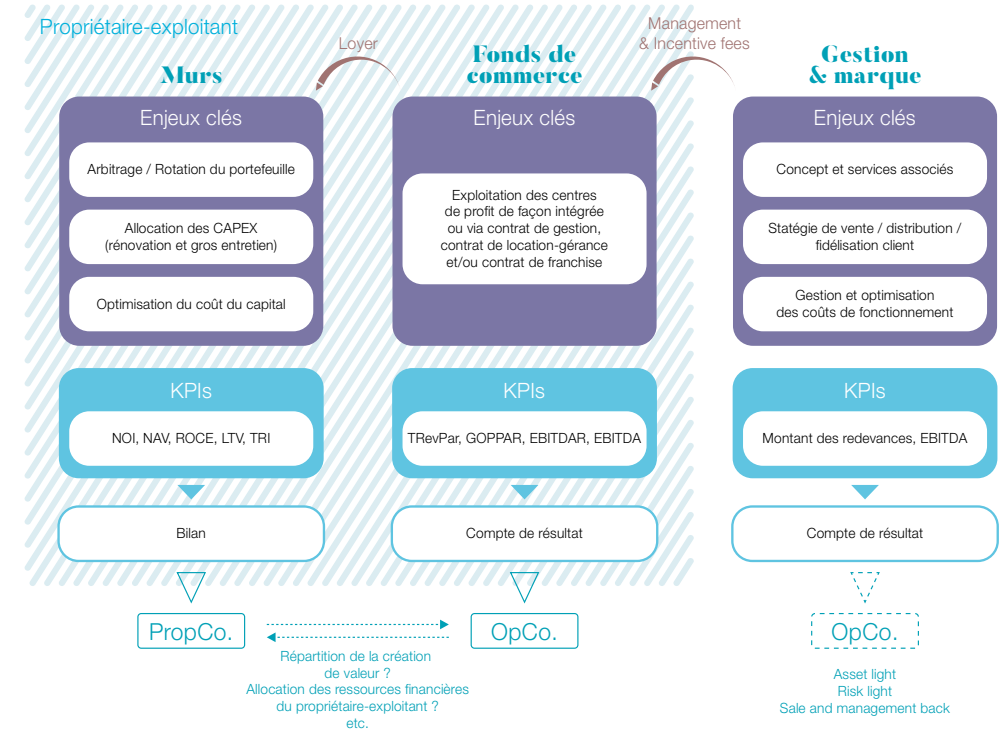 Propriétaire-exploitant
Loyer
Management
& Incentive fees
Murs
Fonds de
commerce
Gestion
& marque
Enjeux clés
Arbitrage / Rotation du portefeuille
Allocation des CAPEX
(rénovation et gros entretien)
Optimisation du coût du capital
Enjeux clés
Exploitation des centres
de profit de façon intégrée
ou via contrat de gestion,
contrat de location-gérance
et/ou contrat de franchise
Enjeux clés
Concept et services associés
Statégie de vente / distribution /
fidélisation client
Gestion et optimisation
des coûts de fonctionnement
KPIs
NOI, NAV, ROCE, LTV, TRI
KPIs
TRevPar, GOPPAR, EBITDAR, EBITDA
KPIs
Montant des redevances, EBITDA
Bilan
Compte de résultat
Compte de résultat
PropCo.
OpCo.
OpCo.
Répartition de la création
de valeur ?
Allocation des ressources financières
du propriétaire-exploitant ?
etc.
Asset light
Risk light
Sale and management back